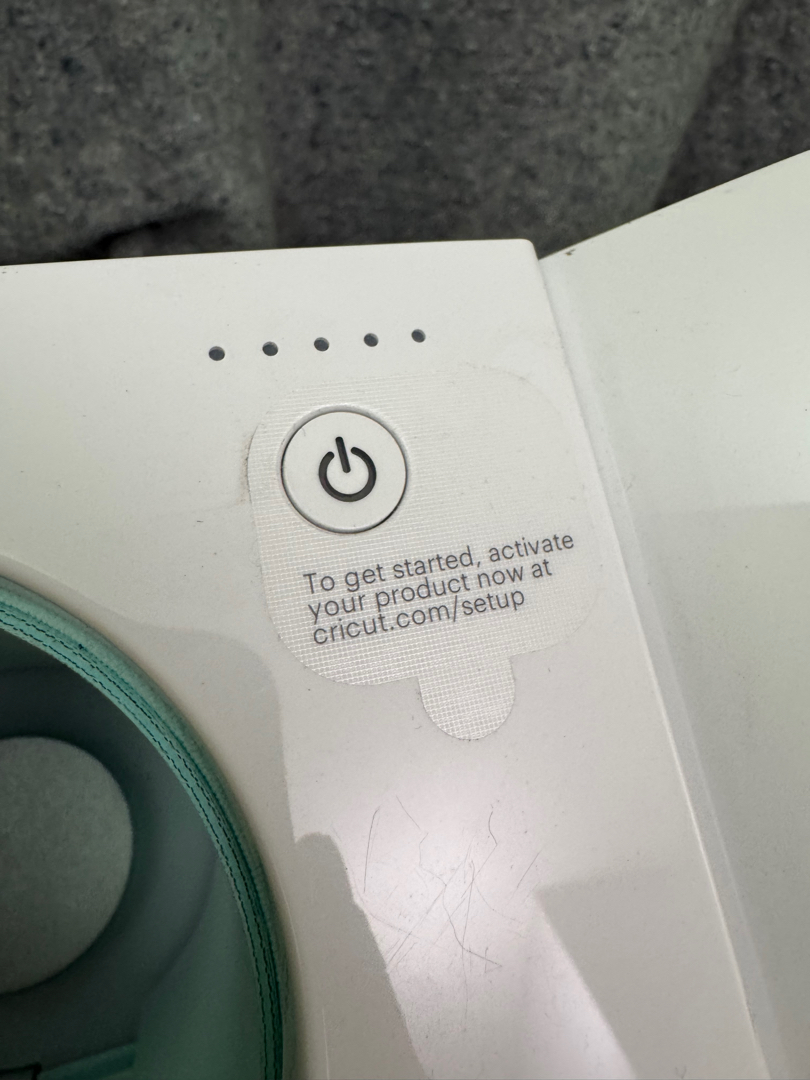 To get started, activate
your product now at
cricut.com/setup